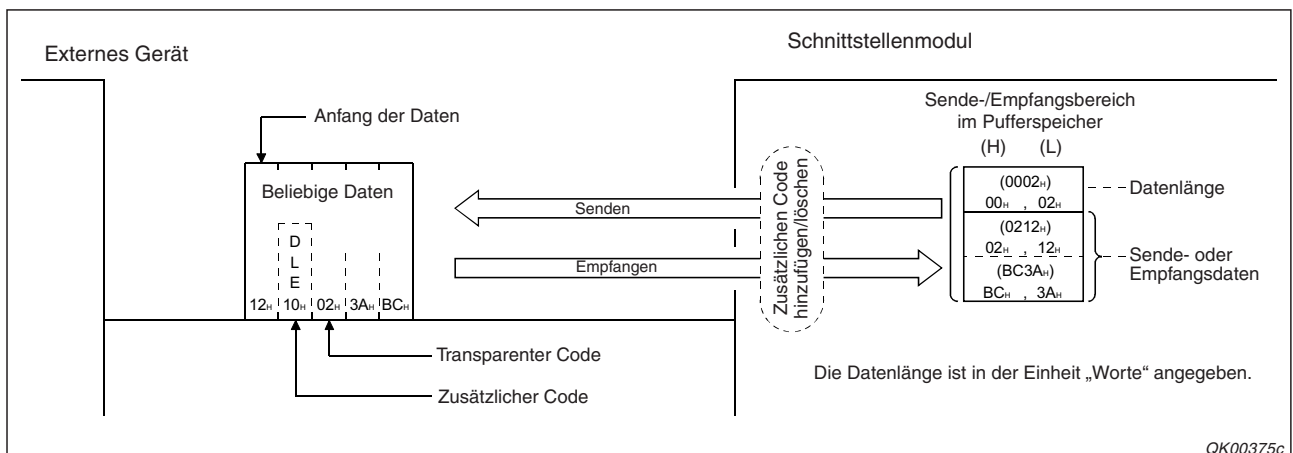 Externes Gerät
Schnittstellenmodul
Anfang der Daten
Beliebige Daten
D
L
E
12H 10H 02H 3AH BCH
Transparenter Code
Zusätzlicher Code
Senden
Empfangen
Zusätzlichen Code
hinzufügen/löschen
Sende-/Empfangsbereich
im Pufferspeicher
(H) (L)
(0002H)
00H , 02H
Datenlänge
(0212H)
02H , 12H
(BC3AH)
BCH , 3AH
Sende- oder
Empfangsdaten
Die Datenlänge ist in der Einheit „Worte" angegeben.
QK00375c